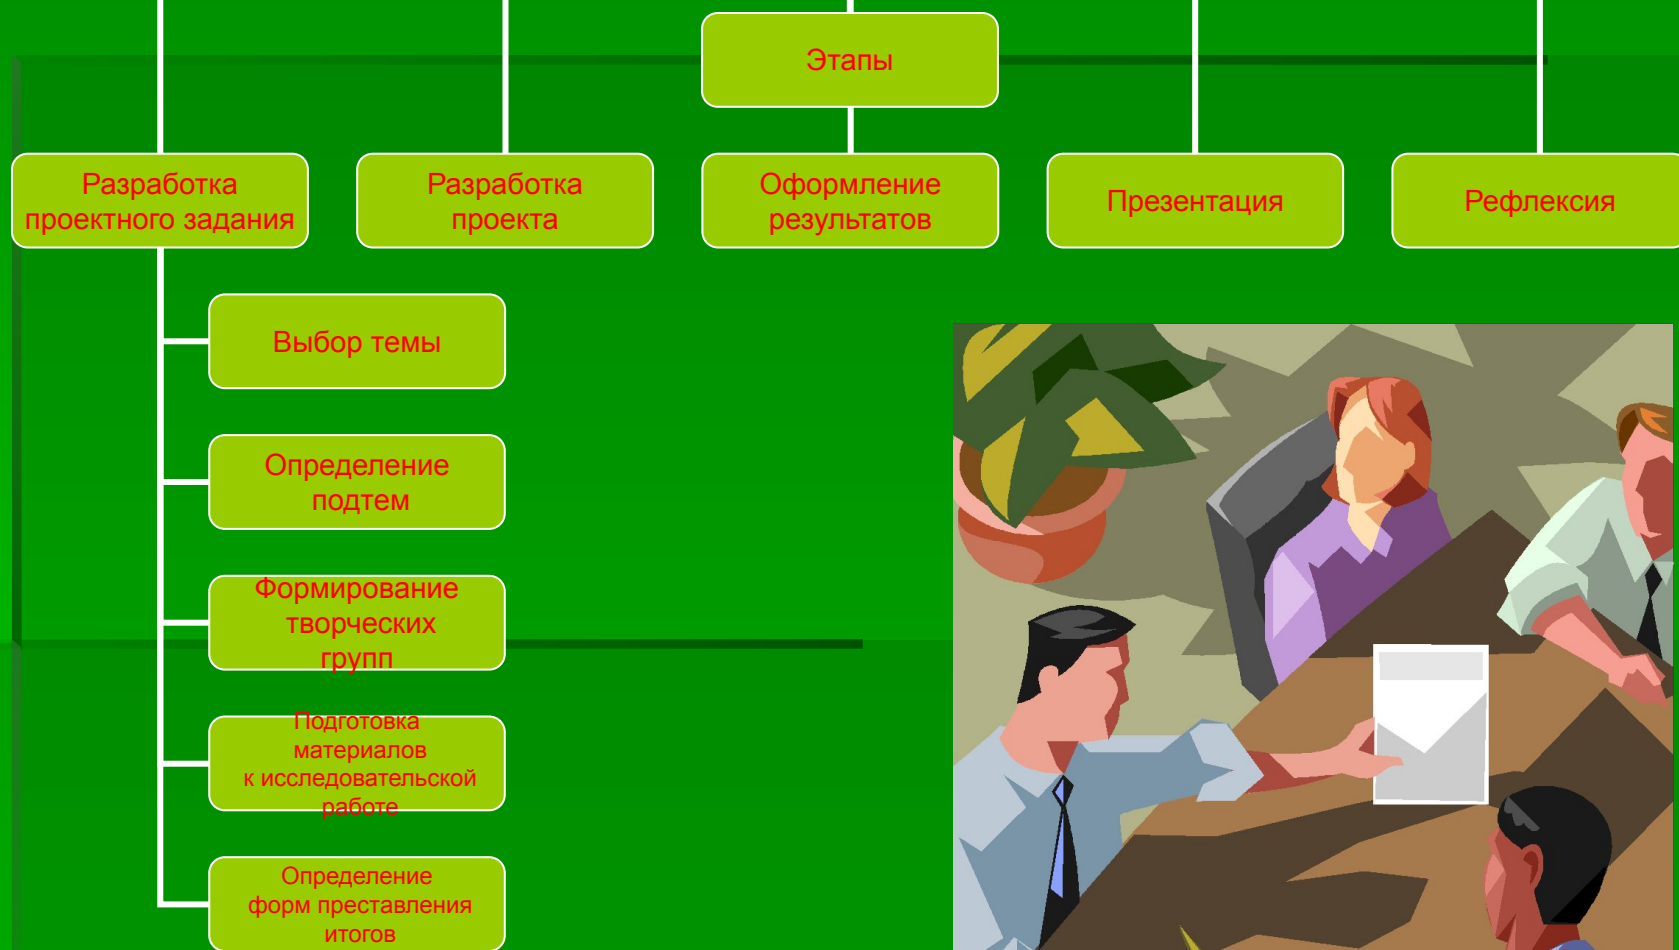 Этапы
Разработка
проектного задания
Разработка
проекта
Оформление
результатов
Презентация
Рефлексия
Выбор темы
Определение
подтем
Формирование
творческих
групп
Подготовка
материалов
к исследовательской
работе
Определение
форм преставления
итогов